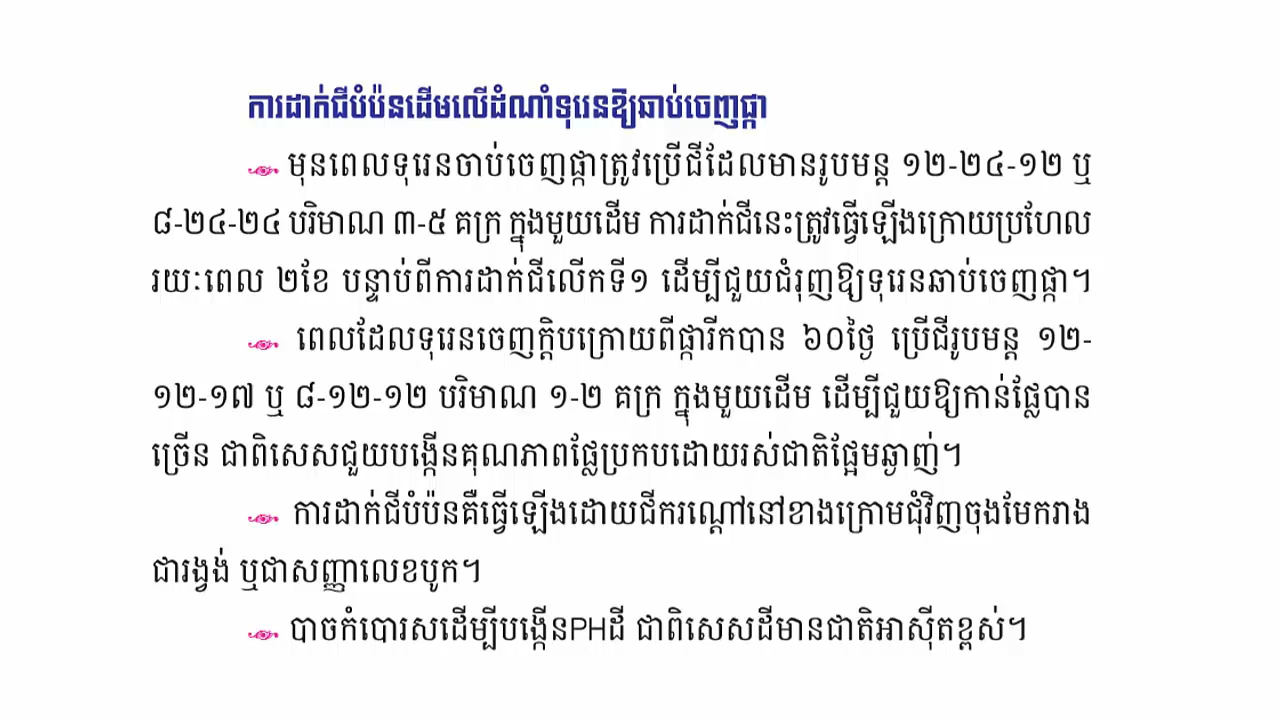 ការដាក់ជីបំប៉នដើមលើដំណាំទុរេនឱ្យឆាប់ចេញផ្កា
មុនពេលទុរេនចាប់ចេញផ្កាត្រូវប្រើជីដែលមានរូបមន្ត ១២-២៤-១២ ឬ
៨-២៤-២៤ បរិមាណ ៣-៥ គក្រ ក្នុងមួយដើម ការដាក់ជីនេះត្រូវធ្វើឡើងក្រោយប្រហែល
រយៈពេល ២ខែ បន្ទាប់ពីការដាក់ជីលើកទី១ ដើម្បីជួយជំរុញឱ្យទុរេនឆាប់ចេញផ្កា។
ពេលដែលទុរេនចេញក្តិបក្រោយពីផ្ការីកបាន ៦០ថ្ងៃ ប្រើជីរូបមន្ត ១២-
១២-១៧ ឬ ៨-១២-១២ បរិមាណ ១-២ គក្រ ក្នុងមួយដើម ដើម្បីជួយឱ្យកាន់ផ្លែបាន
ច្រើន ជាពិសេសជួយបង្កើនគុណភាពផ្លែប្រកបដោយរស់ជាតិផ្អែមឆ្ងាញ់។
ការដាក់ជីបំប៉នគឺធ្វើឡើងដោយជីករណ្តៅនៅខាងក្រោមជុំវិញចុងមែករាង
ជារង្វង់ ឬជាសញ្ញាលេខបូក។
បាចកំបោរសដើម្បីបង្កើនPHដី ជាពិសេសដីមានជាតិអាស៊ីតខ្ពស់។